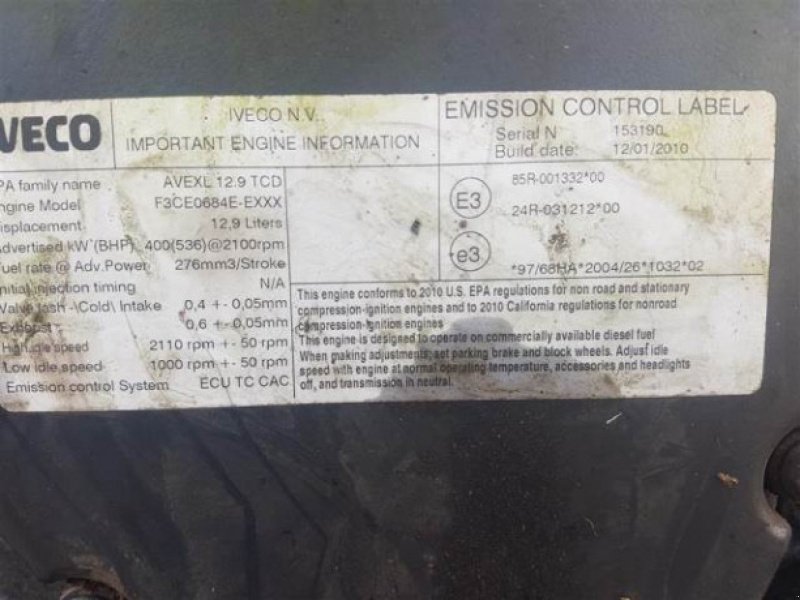 IVECO
IVECO N.V.
IMPORTANT ENGINE INFORMATION
EMISSION CONTROL LABEL
Serial N 153190
Build date: 12/01/2010
EPA family name AVEXL 12.9 TCD
Engine Model F3CE0684E-EXXX
Displacement 12,9 Liters
Advertised kW (BHP) 400(536)@2100rpm
Fuel rate @ Adv.Power 276mm3/Stroke
Initial injection timing N/A
Valve lash -\Cold\ Intake 0,4 +-0,05mm
Exhoust 0,6 +-0,05mm
High idle speed 2110 rpm +- 50 rpm
Low idle speed 1000 rpm +- 50 rpm
Emission control System ECU TC CAC
E3 85R-001332*00
24R-031212*00
e3 *97/68HA*2004/26*1032*02
This engine conforms to 2010 U.S. EPA regulations for non road and stationary
compression-ignition engines and to 2010 California regulations for nonroad
compression-ignition engines
This engine is designed to operate on commercially available diesel fuel
When making adjustments, set parking brake and block wheels. Adjust idle
speed with engine at normal operating temperature, accessories and headlights
off, and transmission in neutral.